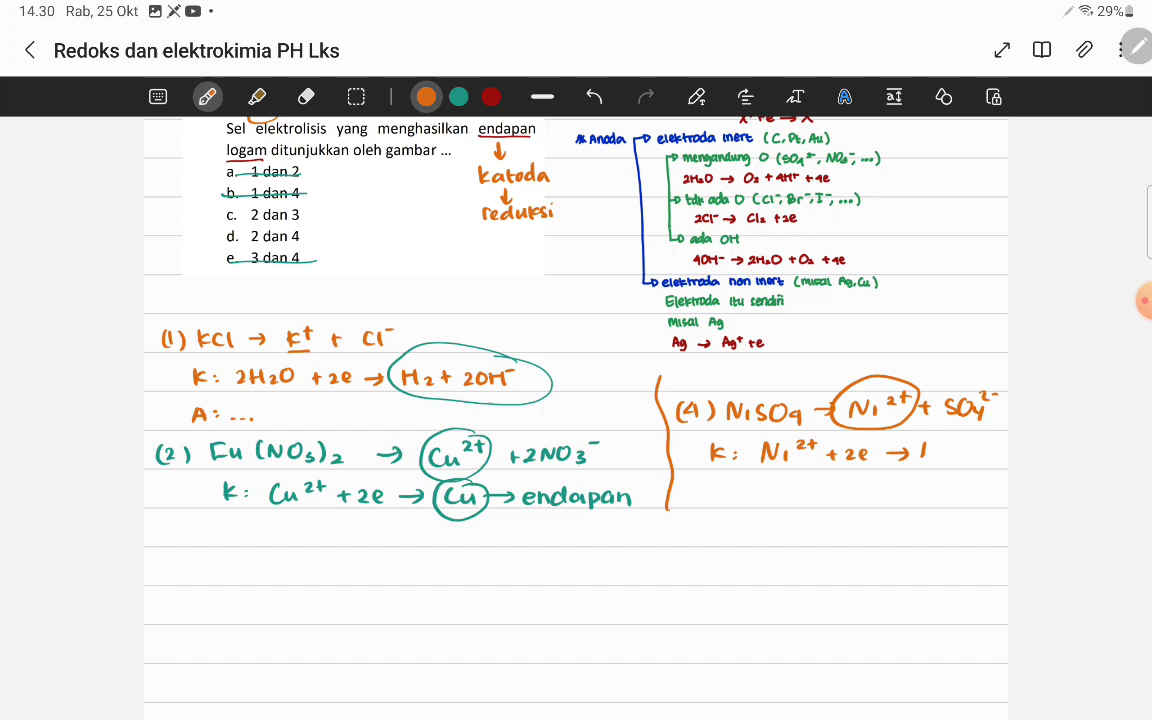 14.30 Rab, 25 Okt
29%
Redoks dan elektrokimia PH Lks
Sel elektrolisis yang menghasilkan endapan
logam ditunjukkan oleh gambar ...
a. 1 dan 2
b. 1 dan 4
c. 2 dan 3
d. 2 dan 4
e. 3 dan 4
katoda
reduksi
X⁺+e → X
* Anoda
elektroda inert (C, Pt, Au)
mengandung O (SO₄²⁻, NO₃⁻, ...)
2H₂O → O₂ + 4H⁺ + 4e
tdk ada O (Cl⁻, Br⁻, I⁻, ...)
2Cl⁻ → Cl₂ + 2e
ada OH
4OH⁻ → 2H₂O + O₂ + 4e
elektroda non inert (misal Ag, Cu)
Elektroda itu sendiri
Misal Ag
Ag → Ag⁺ + e
(1) KCl → K⁺ + Cl⁻
K: 2H₂O + 2e → H₂ + 2OH⁻
A: ...
(2) Cu(NO₃)₂ → Cu²⁺ + 2NO₃⁻
K: Cu²⁺ + 2e → Cu → endapan
(4) NiSO₄ → Ni²⁺ + SO₄²⁻
K: Ni²⁺ + 2e →